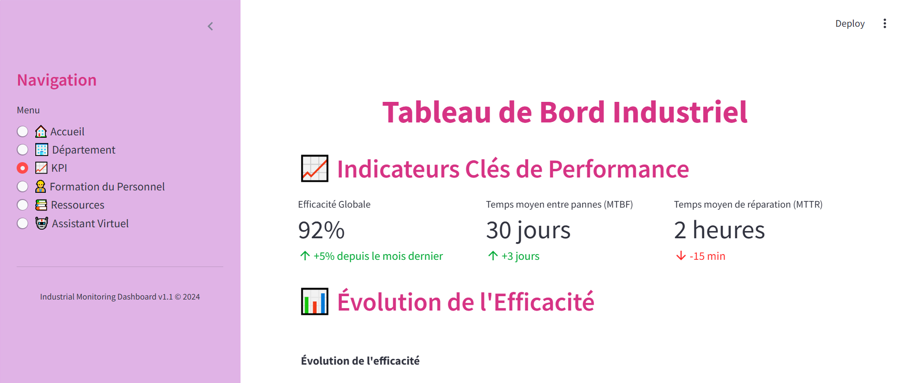 Deploy
Navigation
Menu
Accueil
Département
KPI
Formation du Personnel
Ressources
Assistant Virtuel
Industrial Monitoring Dashboard v1.1 © 2024
Tableau de Bord Industriel
Indicateurs Clés de Performance
Efficacité Globale
92%
↑ +5% depuis le mois dernier
Temps moyen entre pannes (MTBF)
30 jours
↑ +3 jours
Temps moyen de réparation (MTTR)
2 heures
↓ -15 min
Évolution de l'Efficacité
Évolution de l'efficacité